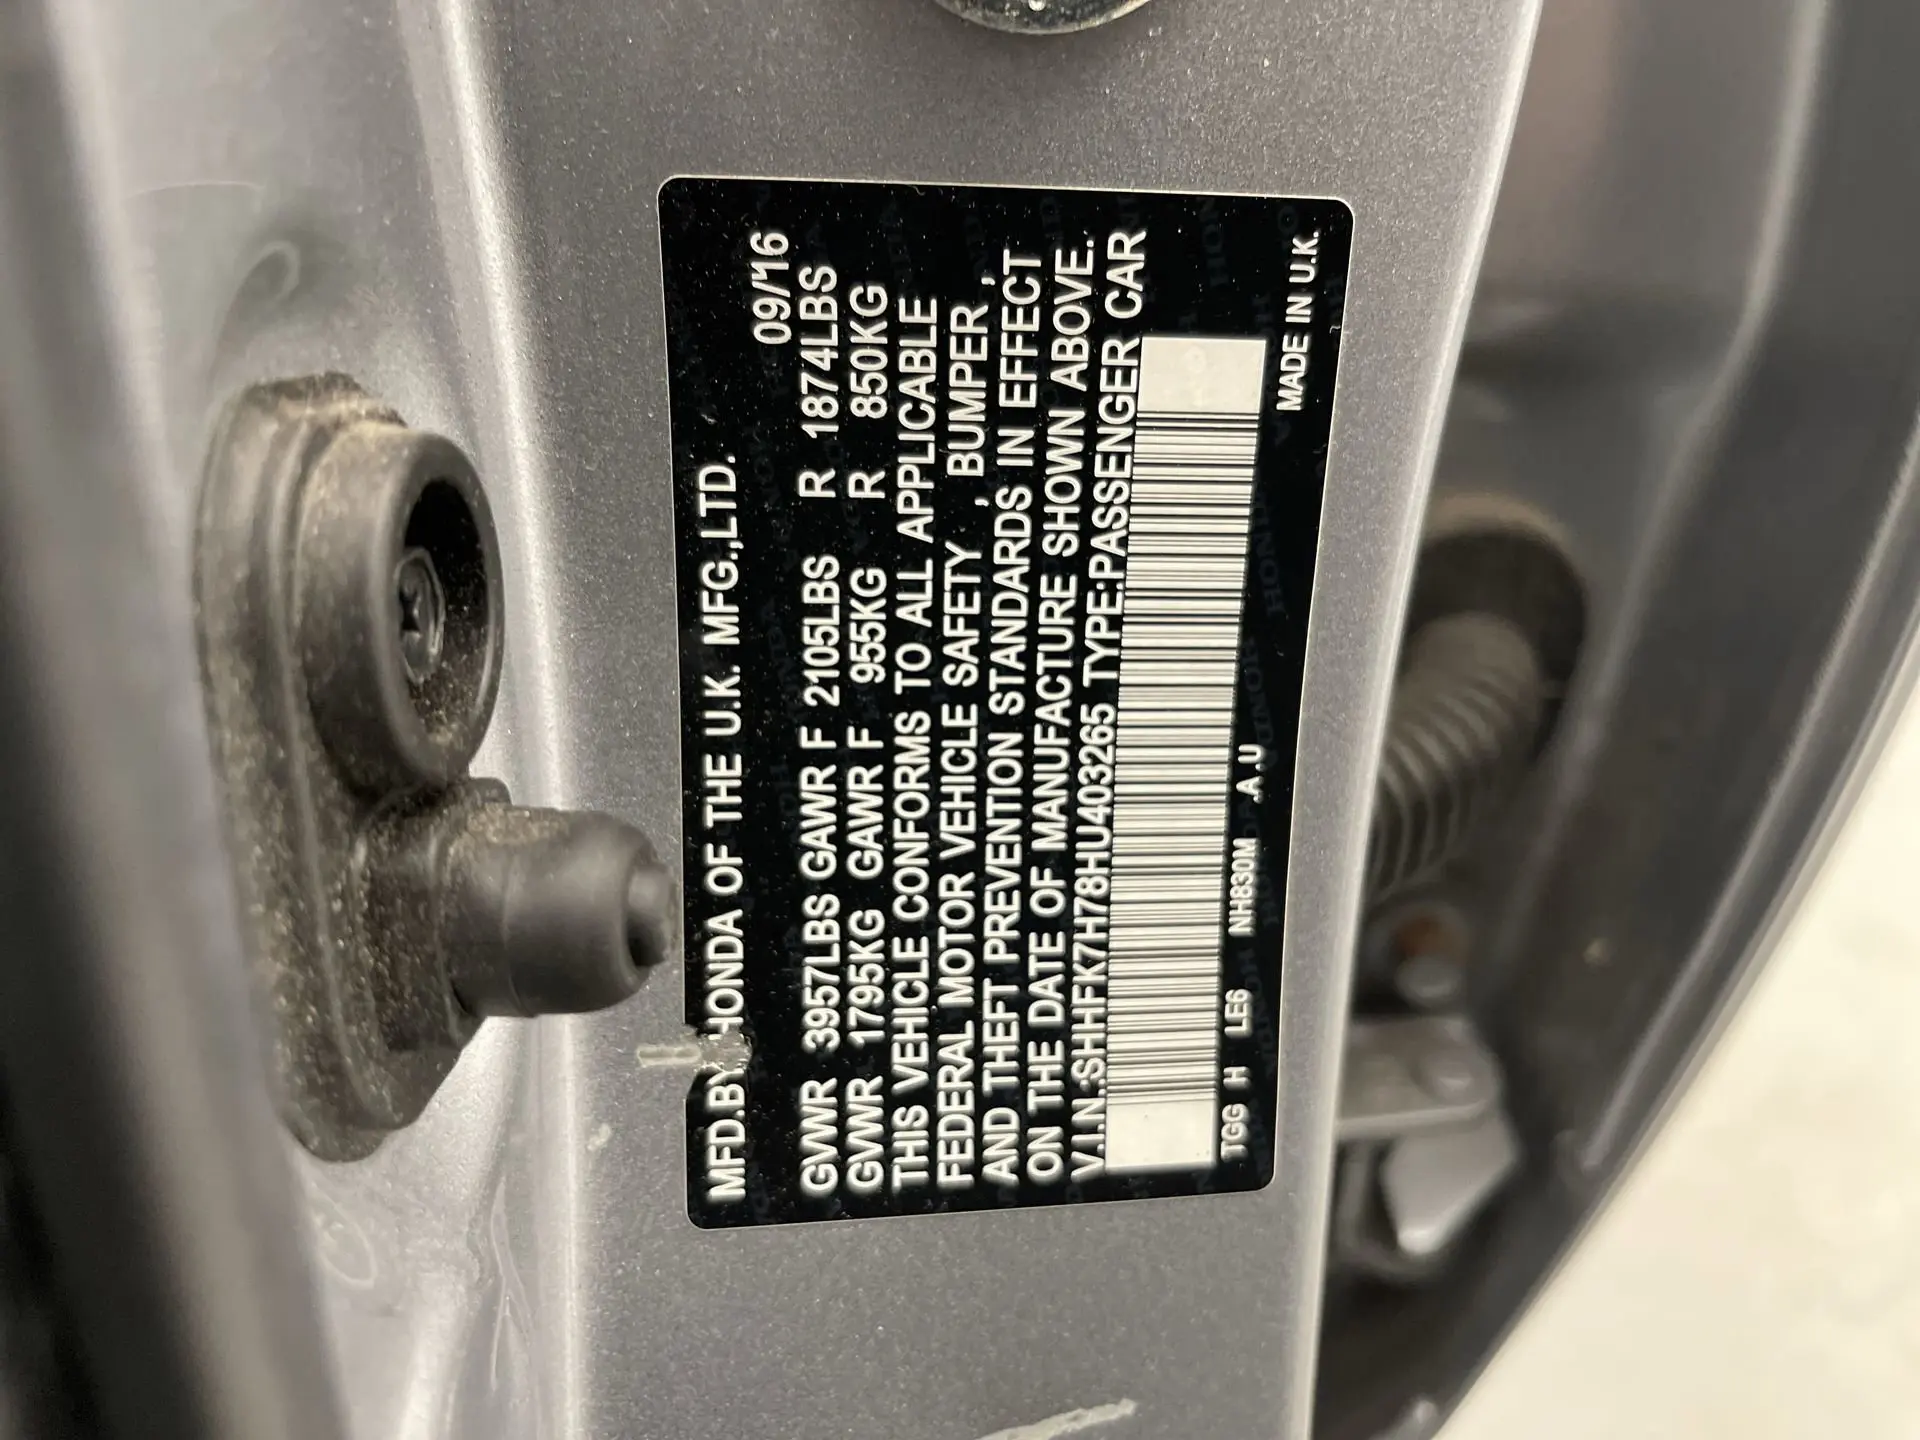 MFD.BY HONDA OF THE U.K. MFG.,LTD.
09/'16
GVWR 3957LBS GAWR F 2105LBS R 1874LBS
GVWR 1795KG GAWR F 955KG R 850KG
THIS VEHICLE CONFORMS TO ALL APPLICABLE
FEDERAL MOTOR VEHICLE SAFETY , BUMPER ,
AND THEFT PREVENTION STANDARDS IN EFFECT
ON THE DATE OF MANUFACTURE SHOWN ABOVE.
V.I.N.:SHHFK7H78HU403265 TYPE:PASSENGER CAR
TGG H LE6 NH830M .A.U
MADE IN U.K.